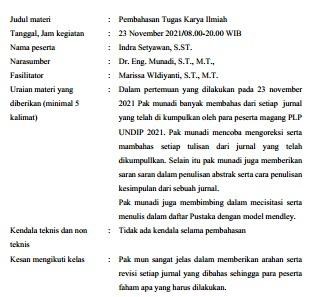 Judul materi : Pembahasan Tugas Karya Ilmiah
Tanggal, Jam kegiatan : 23 November 2021/08.00-20.00 WIB
Nama peserta : Indra Setyawan, S.ST.
Narasumber : Dr. Eng. Munadi, S.T., M.T.,
Fasilitator : Marissa WIdiyanti, S.T., M.T.
Uraian materi yang : Dalam pertemuan yang dilakukan pada 23 november
diberikan (minimal 5 2021 Pak munadi banyak membahas dari setiap jurnal
kalimat) yang telah di kumpulkan oleh para peserta magang PLP
UNDIP 2021. Pak munadi mencoba mengoreksi serta
mambahas setiap tulisan dari jurnal yang telah
dikumpullkan. Selain itu pak munadi juga memberikan
saran saran dalam penulisan abstrak serta cara penulisan
kesimpulan dari sebuah jurnal.
Pak munadi juga membimbing dalam mecisitasi serta
menulis dalam daftar Pustaka dengan model mendley.
Kendala teknis dan non : Tidak ada kendala selama pembahasan
teknis
Kesan mengikuti kelas : Pak mun sangat jelas dalam memberikan arahan serta
revisi setiap jurnal yang dibahas sehingga para peserta
faham apa yang harus dilakukan.